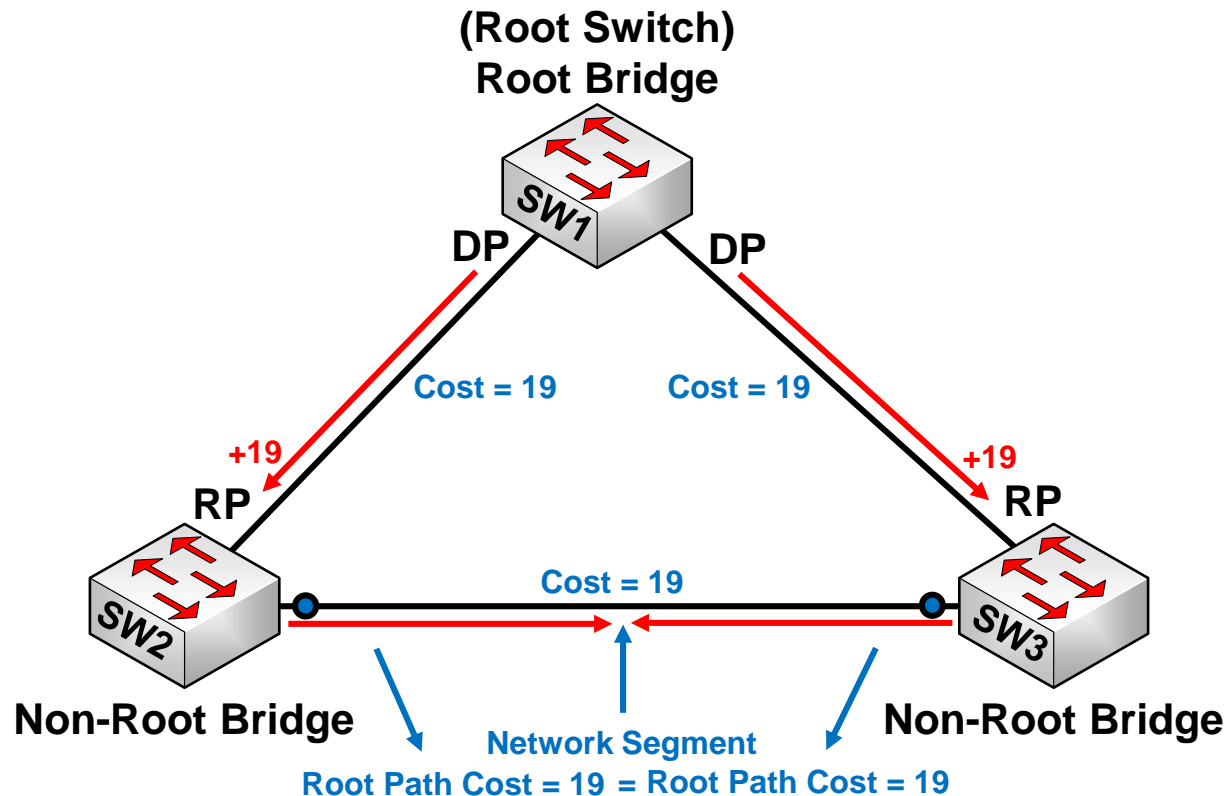 (Root Switch)
Root Bridge
SW1
DP
DP
Cost = 19
Cost = 19
+19
+19
RP
RP
Cost = 19
SW2
SW3
Non-Root Bridge
Non-Root Bridge
Network Segment
Root Path Cost = 19 = Root Path Cost = 19